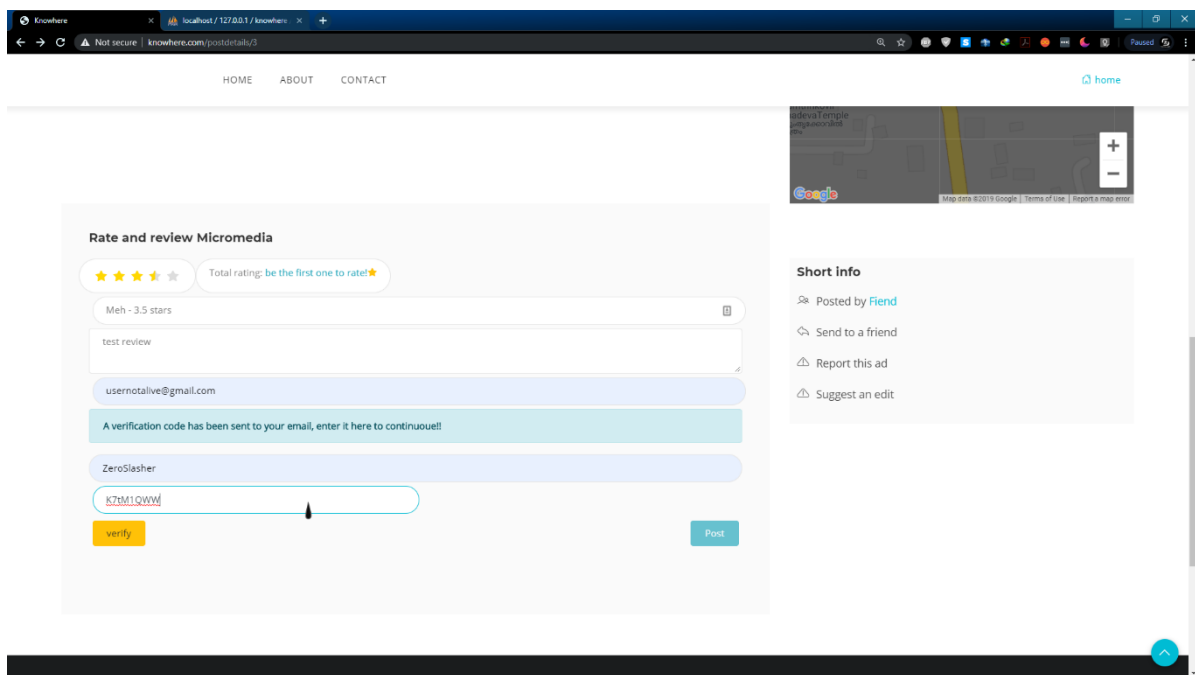 Knowhere
localhost / 127.0.0.1 / knowhere
Not secure | knowhere.com/postdetails/3
Paused
HOME ABOUT CONTACT
home
adevaTemple
Google
Map data ©2019 Google | Terms of Use | Report a map error
Rate and review Micromedia
Total rating: be the first one to rate!
Meh - 3.5 stars
test review
usernotalive@gmail.com
A verification code has been sent to your email, enter it here to continuoue!!
ZeroSlasher
K7tM1QWW
verify
Post
Short info
Posted by Fiend
Send to a friend
Report this ad
Suggest an edit